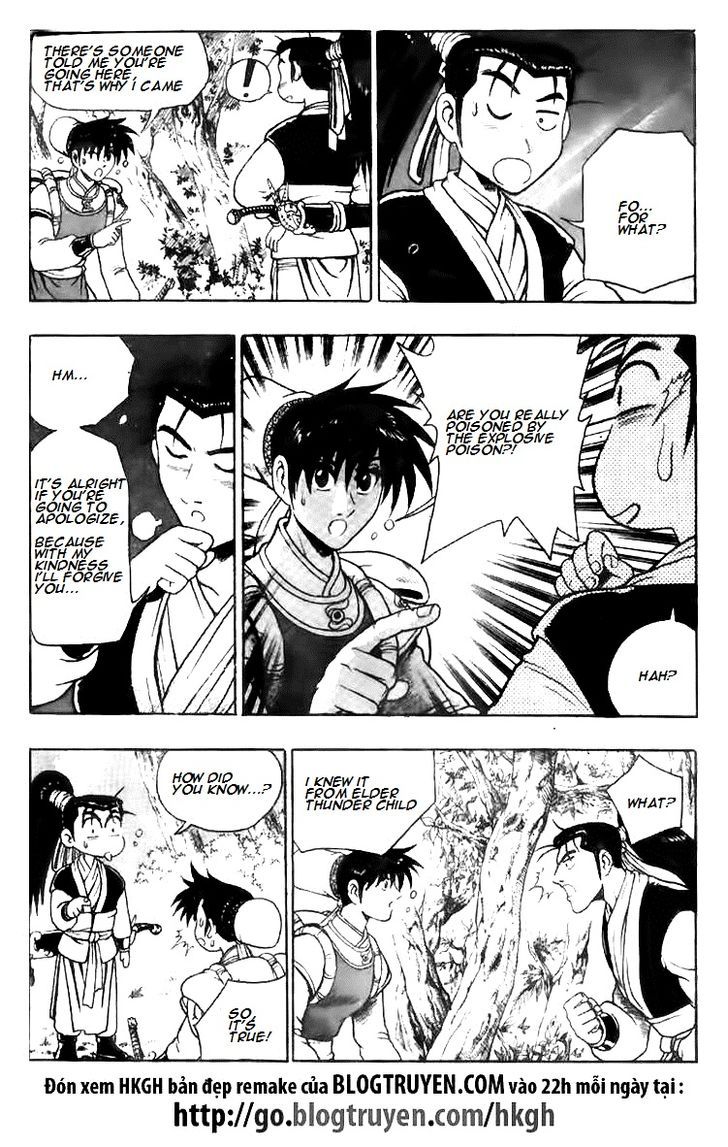 THERE'S SOMEONE
TOLD ME YOU'RE
GOING HERE,
THAT'S WHY I CAME
!
FO...
FOR
WHAT?
HM...
IT'S ALRIGHT
IF YOU'RE
GOING TO
APOLOGIZE,
BECAUSE
WITH MY
KINDNESS
I'LL FORGIVE
YOU...
ARE YOU REALLY
POISONED BY
THE EXPLOSIVE
POISON?!
HAH?
HOW DID
YOU KNOW...?
SO,
IT'S
TRUE!
I KNEW IT
FROM ELDER
THUNDER CHILD
WHAT?
Đón xem HKGH bản đẹp remake của BLOGTRUYEN.COM vào 22h mỗi ngày tại :
http://go.blogtruyen.com/hkgh